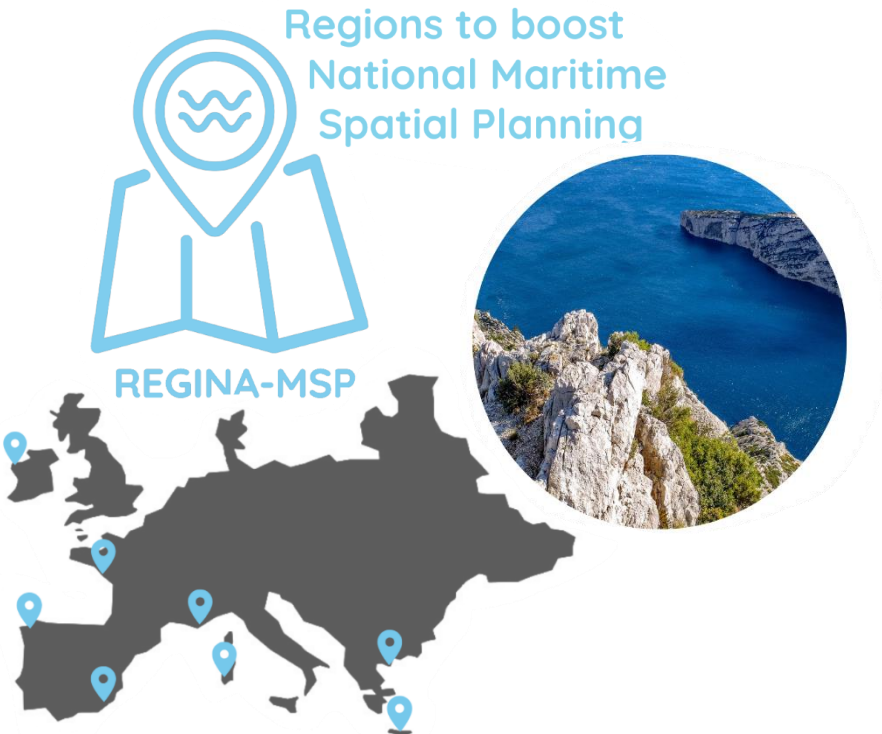 Regions to boost
National Maritime
Spatial Planning
REGINA-MSP